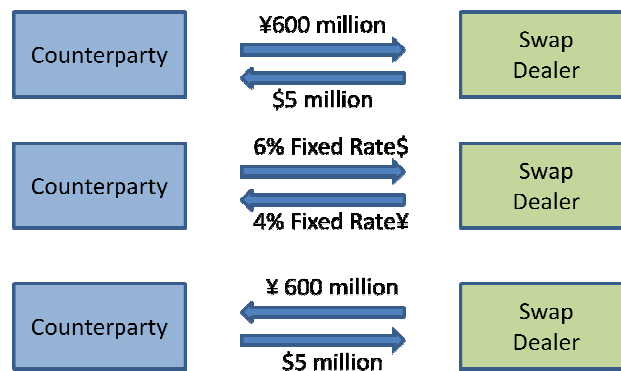 ¥600 million
Counterparty
Swap
Dealer
$5 million
6% Fixed Rate$
Counterparty
Swap
Dealer
4% Fixed Rate¥
¥ 600 million
Counterparty
Swap
Dealer
$5 million